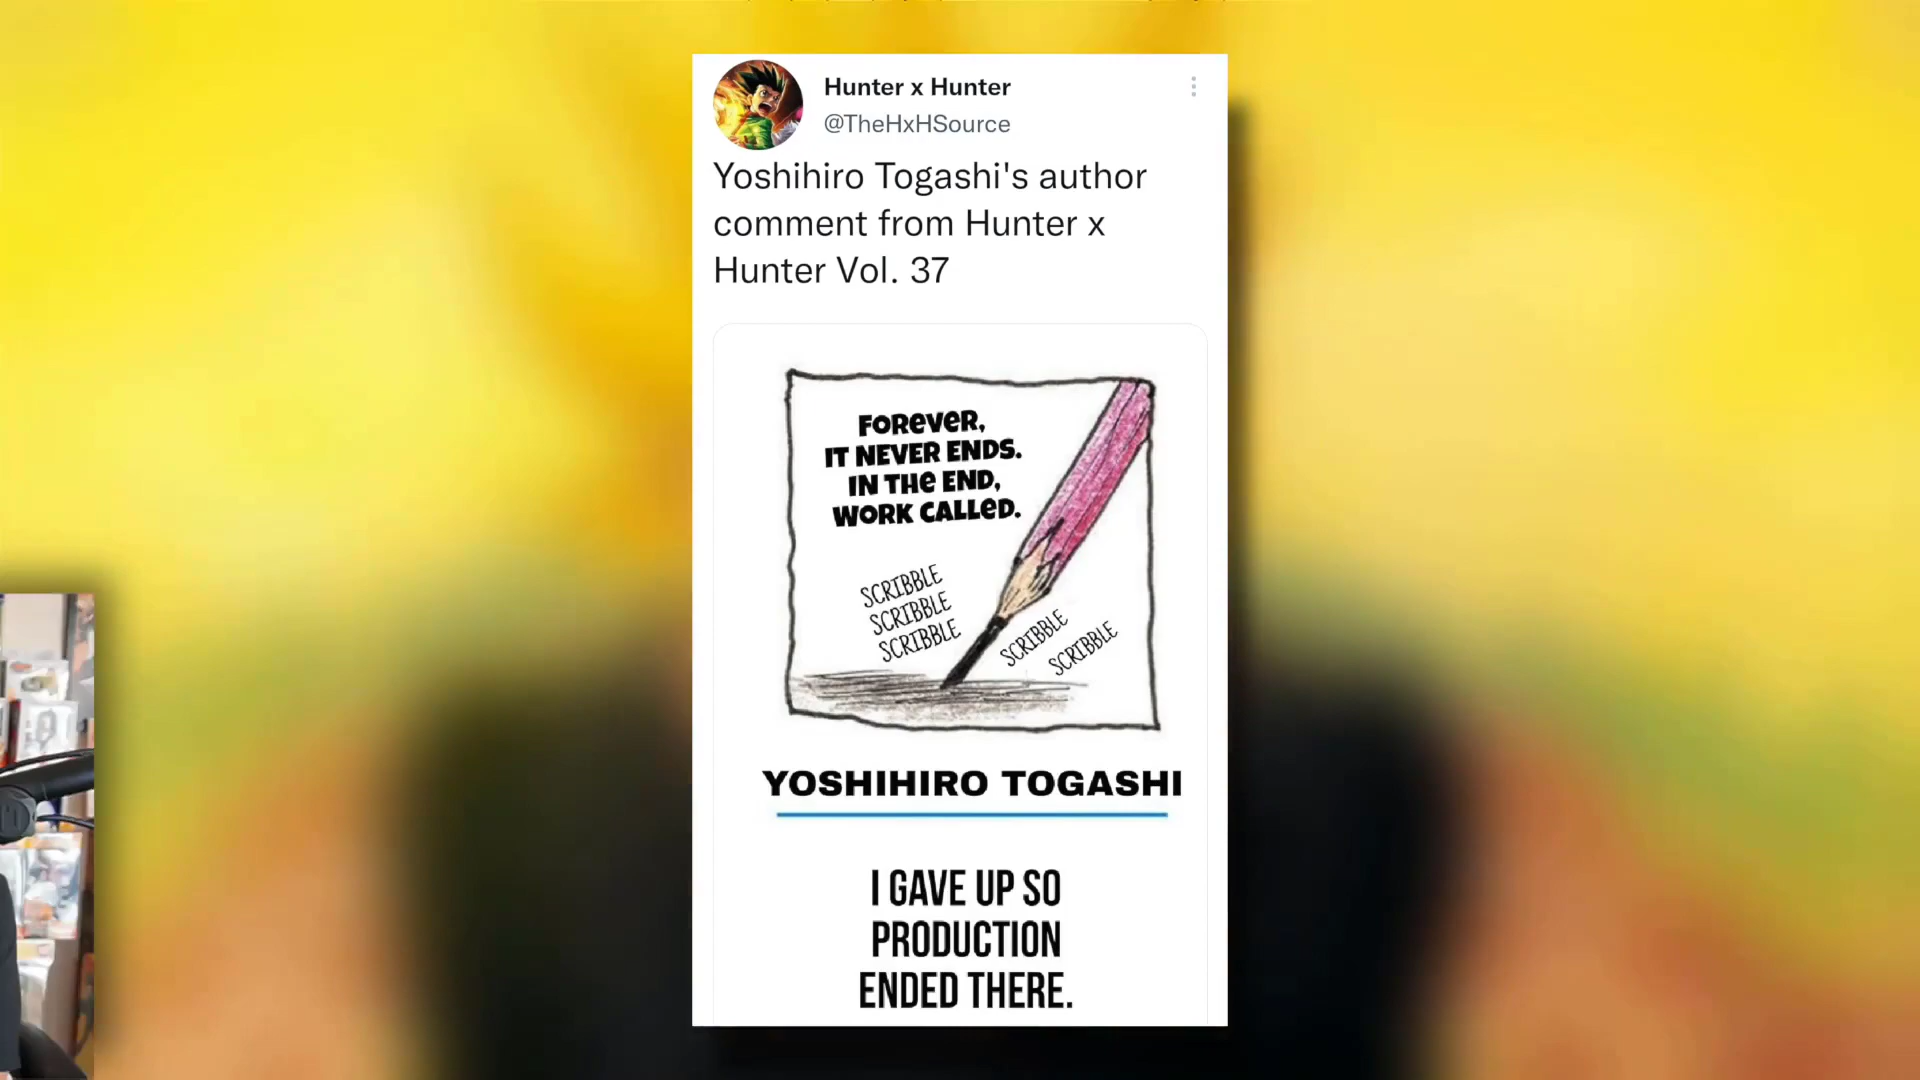 Hunter x Hunter
@TheHxHSource
Yoshihiro Togashi's author
comment from Hunter x
Hunter Vol. 37
FOREVER,
IT NEVER ENDS.
IN THE END,
WORK CALLED.
SCRIBBLE
SCRIBBLE
SCRIBBLE
SCRIBBLE
SCRIBBLE
YOSHIHIRO TOGASHI
I GAVE UP SO
PRODUCTION
ENDED THERE.